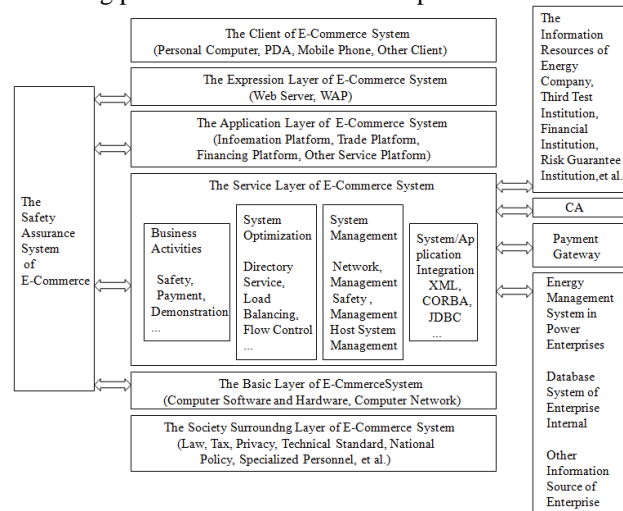 The Client of E-Commerce System
(Personal Computer, PDA, Mobile Phone, Other Client)
The Expression Layer of E-Commerce System
(Web Server, WAP)
The Application Layer of E-Commerce System
(Infoemation Platform, Trade Platform,
Financing Platform, Other Service Platform)
The Service Layer of E-Commerce System
Business
Activities
Safety,
Payment,
Demonstration
...
System
Optimization
Directory
Service,
Load
Balancing,
Flow Control
...
System
Management
Network,
Management
Safety ,
Management
Host System
Management
System/Ap
plication
Integration
XML,
CORBA,
JDBC
...
The Basic Layer of E-CmmerceSystem
(Computer Software and Hardware, Computer Network)
The Society Surroundng Layer of E-Commerce System
(Law, Tax, Privacy, Technical Standard, National
Policy, Specialized Personnel, et al.)
The
Safety
Assurance
System
of
E-Commerce
The
Information
Resources of
Energy
Company,
Third Test
Institution,
Financial
Institution,
Risk Guarantee
Institution,et al.
CA
Payment
Gateway
Energy
Management
System in
Power
Enterprises
Database
System of
Enterprise
Internal
Other
Information
Source of
Enterprise